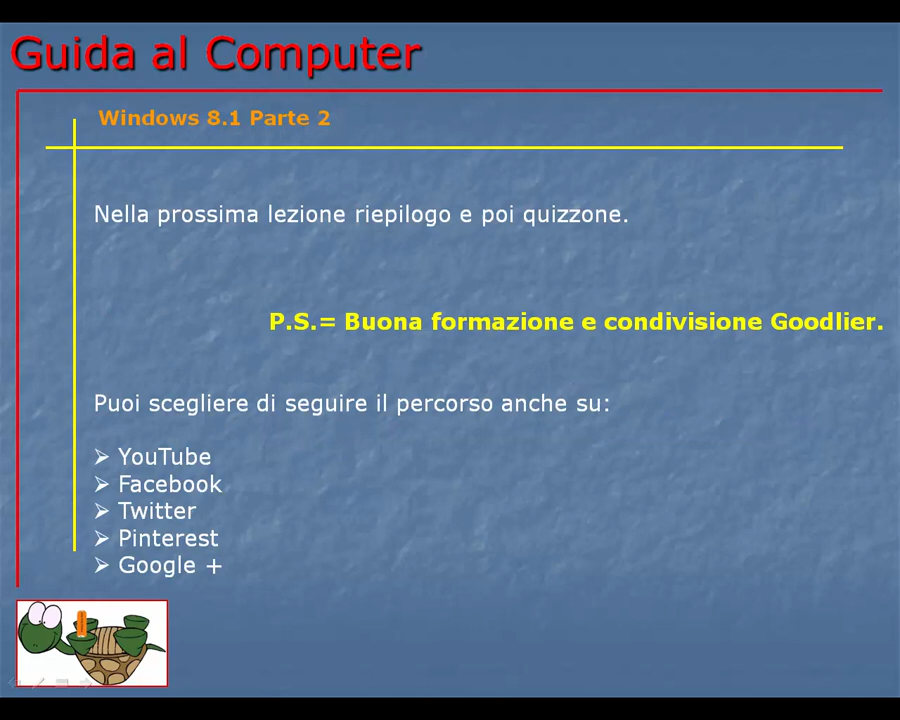 Guida al Computer
Windows 8.1 Parte 2
Nella prossima lezione riepilogo e poi quizzone.
P.S.= Buona formazione e condivisione Goodlier.
Puoi scegliere di seguire il percorso anche su:
YouTube
Facebook
Twitter
Pinterest
Google +